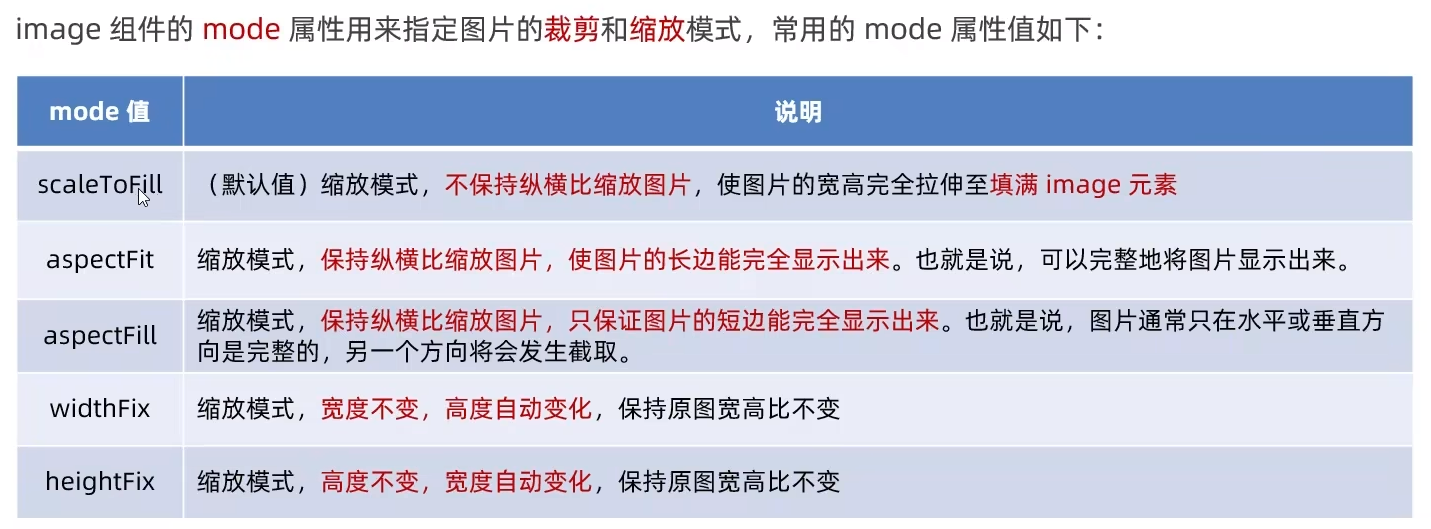 image 组件的 mode 属性用来指定图片的裁剪和缩放模式，常用的 mode 属性值如下：
mode 值 说明
scaleToFill （默认值）缩放模式，不保持纵横比缩放图片，使图片的宽高完全拉伸至填满 image 元素
aspectFit 缩放模式，保持纵横比缩放图片，使图片的长边能完全显示出来。也就是说，可以完整地将图片显示出来。
aspectFill 缩放模式，保持纵横比缩放图片，只保证图片的短边能完全显示出来。也就是说，图片通常只在水平或垂直方
向是完整的，另一个方向将会发生截取。
widthFix 缩放模式，宽度不变，高度自动变化，保持原图宽高比不变
heightFix 缩放模式，高度不变，宽度自动变化，保持原图宽高比不变